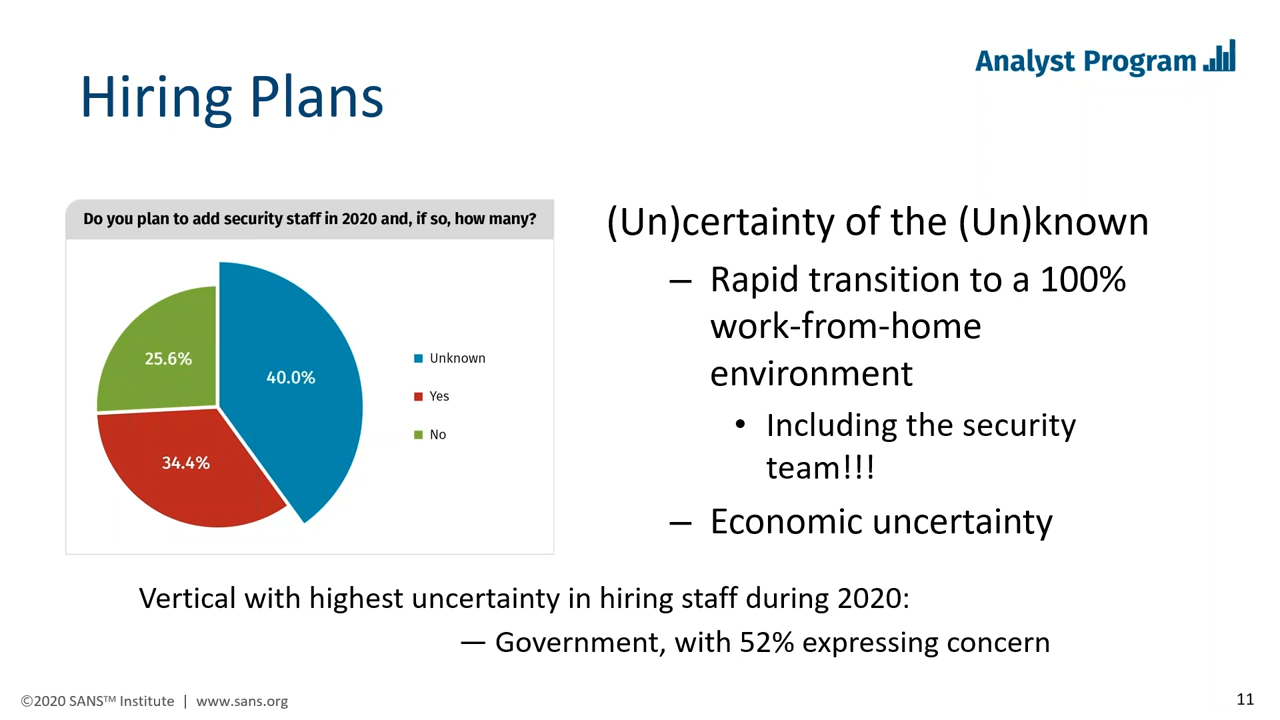 Analyst Program
Hiring Plans
Do you plan to add security staff in 2020 and, if so, how many?
25.6%
40.0%
34.4%
Unknown
Yes
No
(Un)certainty of the (Un)known
– Rapid transition to a 100%
work-from-home
environment
• Including the security
team!!!
– Economic uncertainty
Vertical with highest uncertainty in hiring staff during 2020:
— Government, with 52% expressing concern
©2020 SANS™ Institute | www.sans.org
11